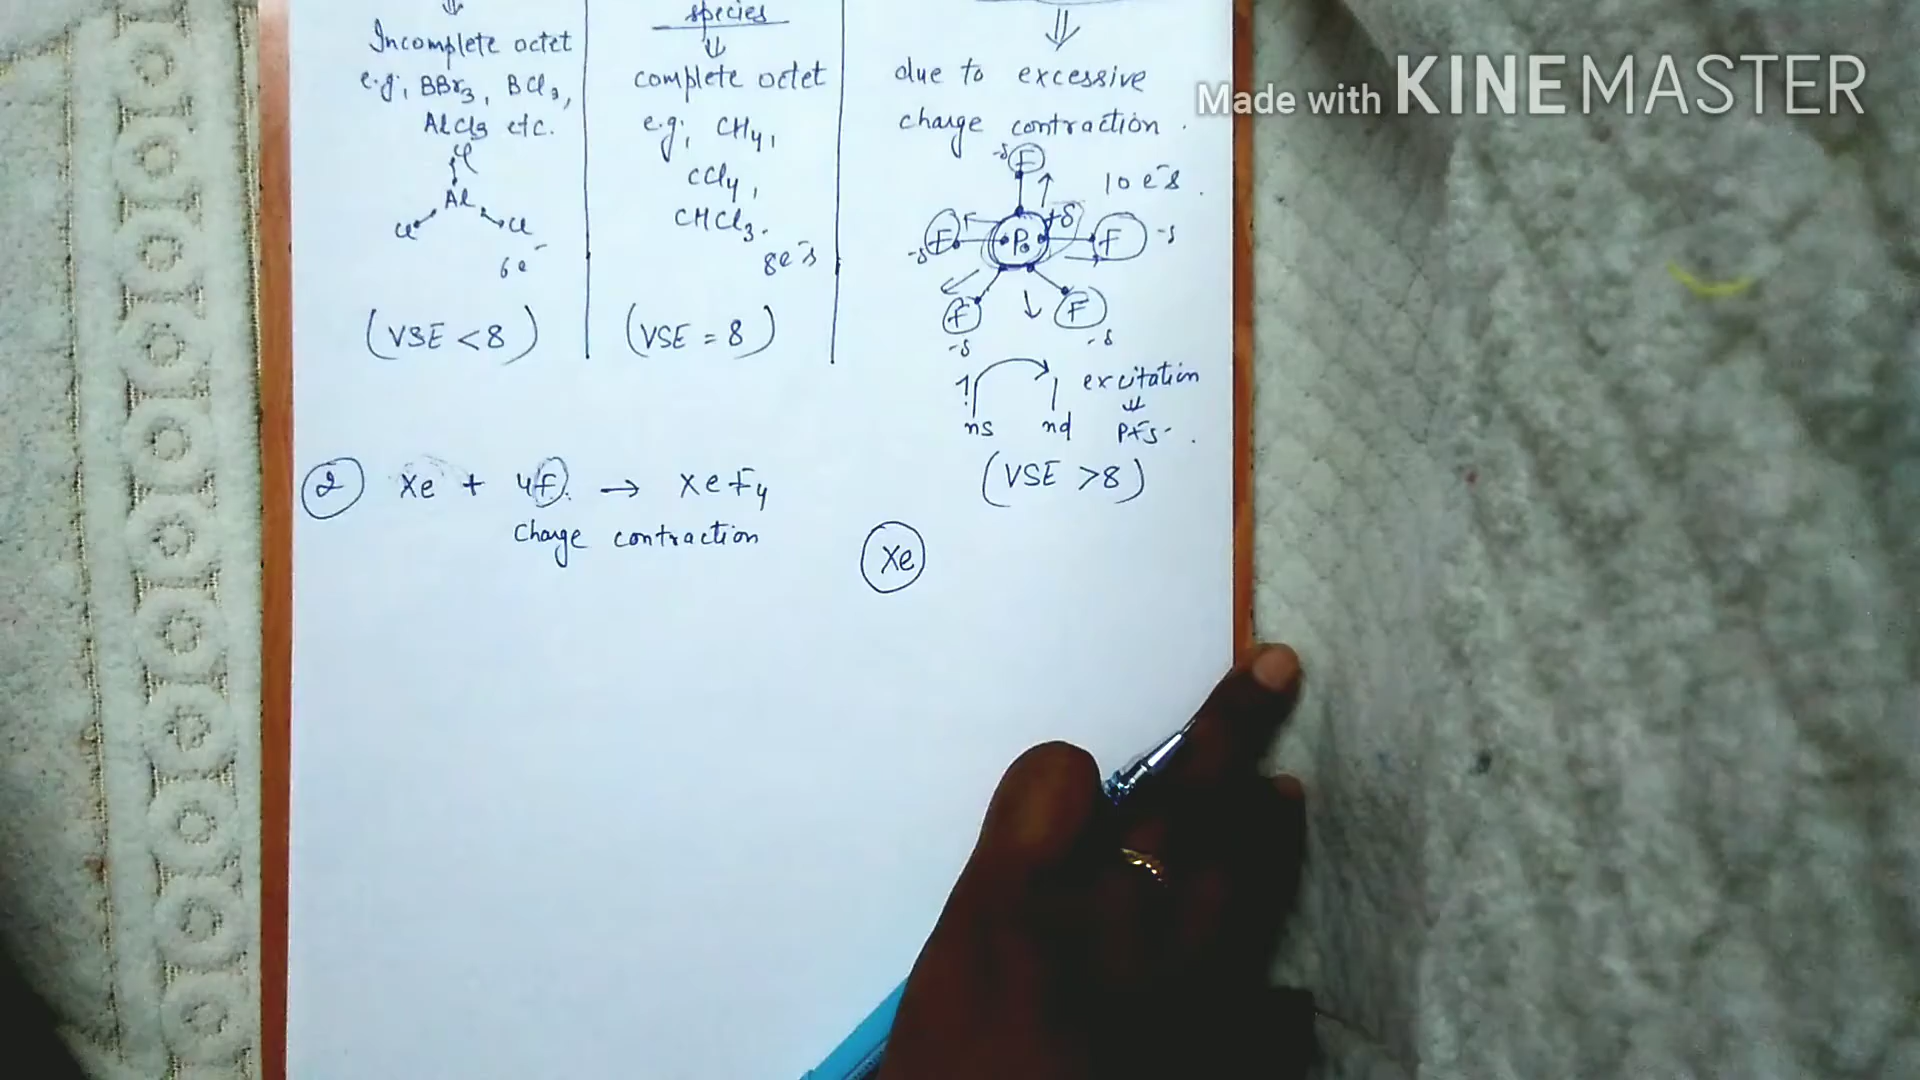 Incomplete octet
e.g; BBr3, BCl3,
AlCl3 etc.
Cl
Al
Cl Cl
6e-
(VSE < 8)
species
complete octet
e.g; CH4,
CCl4,
CHCl3.
8e-s
(VSE = 8)
due to excessive
charge contraction.
-δ F
10 e-s.
F P +δ F -δ
-δ
F F
-δ -δ
1 1 excitation
ns nd PF5.
(VSE > 8)
2 Xe + 4F → XeF4
Charge contraction
Xe
Made with KINEMASTER